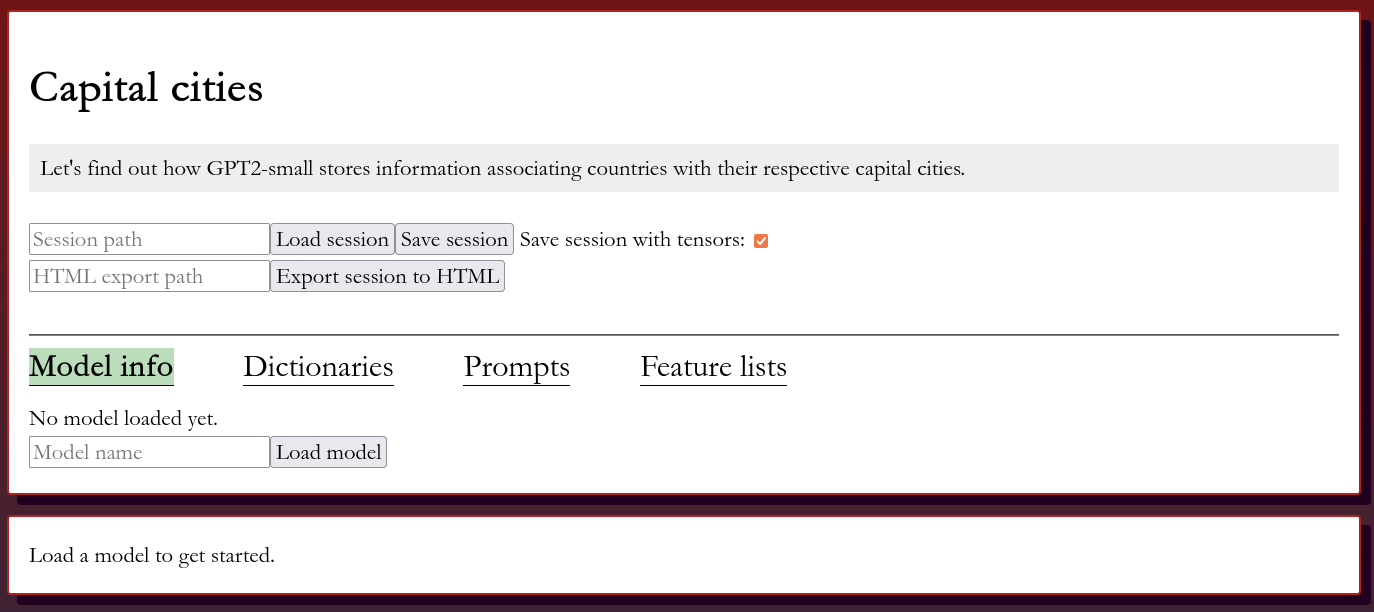 Capital cities
Let's find out how GPT2-small stores information associating countries with their respective capital cities.
Session path Load session Save session Save session with tensors:
HTML export path Export session to HTML
Model info Dictionaries Prompts Feature lists
No model loaded yet.
Model name Load model
Load a model to get started.